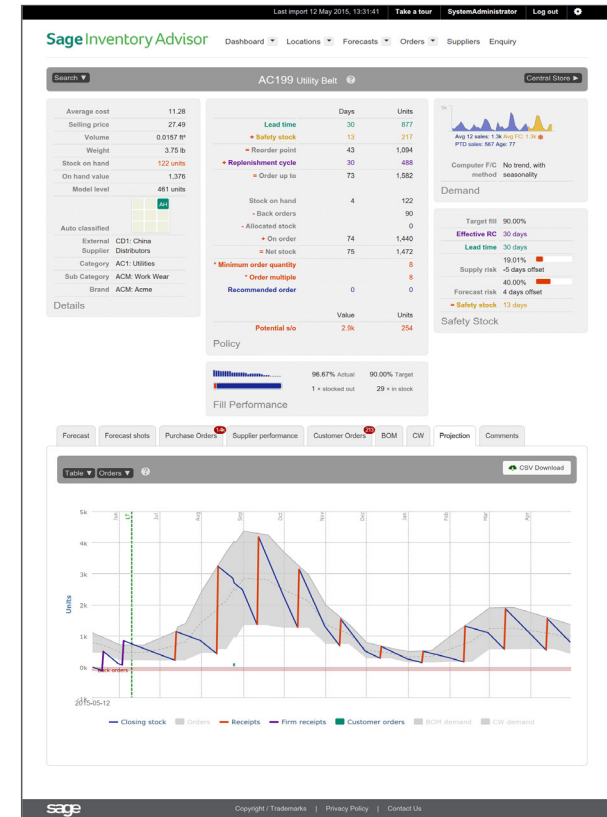 Last import 12 May 2015, 13:31:41 Take a tour SystemAdministrator Log out
Sage Inventory Advisor Dashboard Locations Forecasts Orders Suppliers Enquiry
Search ▼ AC199 Utility Belt ? Central Store ►
Average cost 11.28
Selling price 27.49
Volume 0.0157 ft³
Weight 3.75 lb
Stock on hand 122 units
On hand value 1,376
Model level 461 units
AH
Auto classified
External Supplier CD1: China Distributors
Category AC1: Utilities
Sub Category ACM: Work Wear
Brand ACM: Acme
Details
Days Units
Lead time 30 877
+ Safety stock 13 217
= Reorder point 43 1,094
+ Replenishment cycle 30 488
= Order up to 73 1,582
Stock on hand 4 122
- Back orders 90
- Allocated stock 0
+ On order 74 1,440
= Net stock 75 1,472
* Minimum order quantity 8
* Order multiple 8
Recommended order 0 0
Value Units
Potential s/o 2.9k 254
Policy
96.67% Actual 90.00% Target
1 × stocked out 29 × in stock
Fill Performance
Avg 12 sales: 1.3k Avg FC: 1.3k
PTD sales: 567 Age: 77
Computer F/C method No trend, with seasonality
Demand
Target fill 90.00%
Effective RC 30 days
Lead time 30 days
19.01%
Supply risk -5 days offset
40.00%
Forecast risk 4 days offset
= Safety stock 13 days
Safety Stock
Forecast Forecast shots Purchase Orders 1.4k Supplier performance Customer Orders 213 BOM CW Projection Comments
Table ▼ Orders ▼ ? CSV Download
5k
4k
3k
2k
1k
0k
-1k
Units
Jun LT Jul Aug Sep Oct Nov Dec Jan Feb Mar Apr
Back orders
2015-05-12
Closing stock Orders Receipts Firm receipts Customer orders BOM demand CW demand
sage Copyright / Trademarks | Privacy Policy | Contact Us